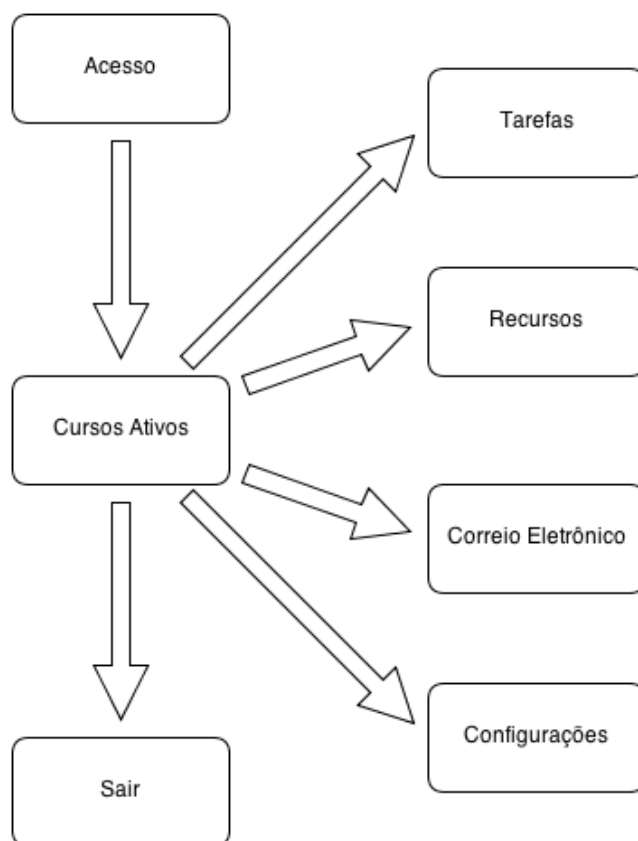 Acesso
Tarefas
Recursos
Cursos Ativos
Correio Eletrônico
Configurações
Sair